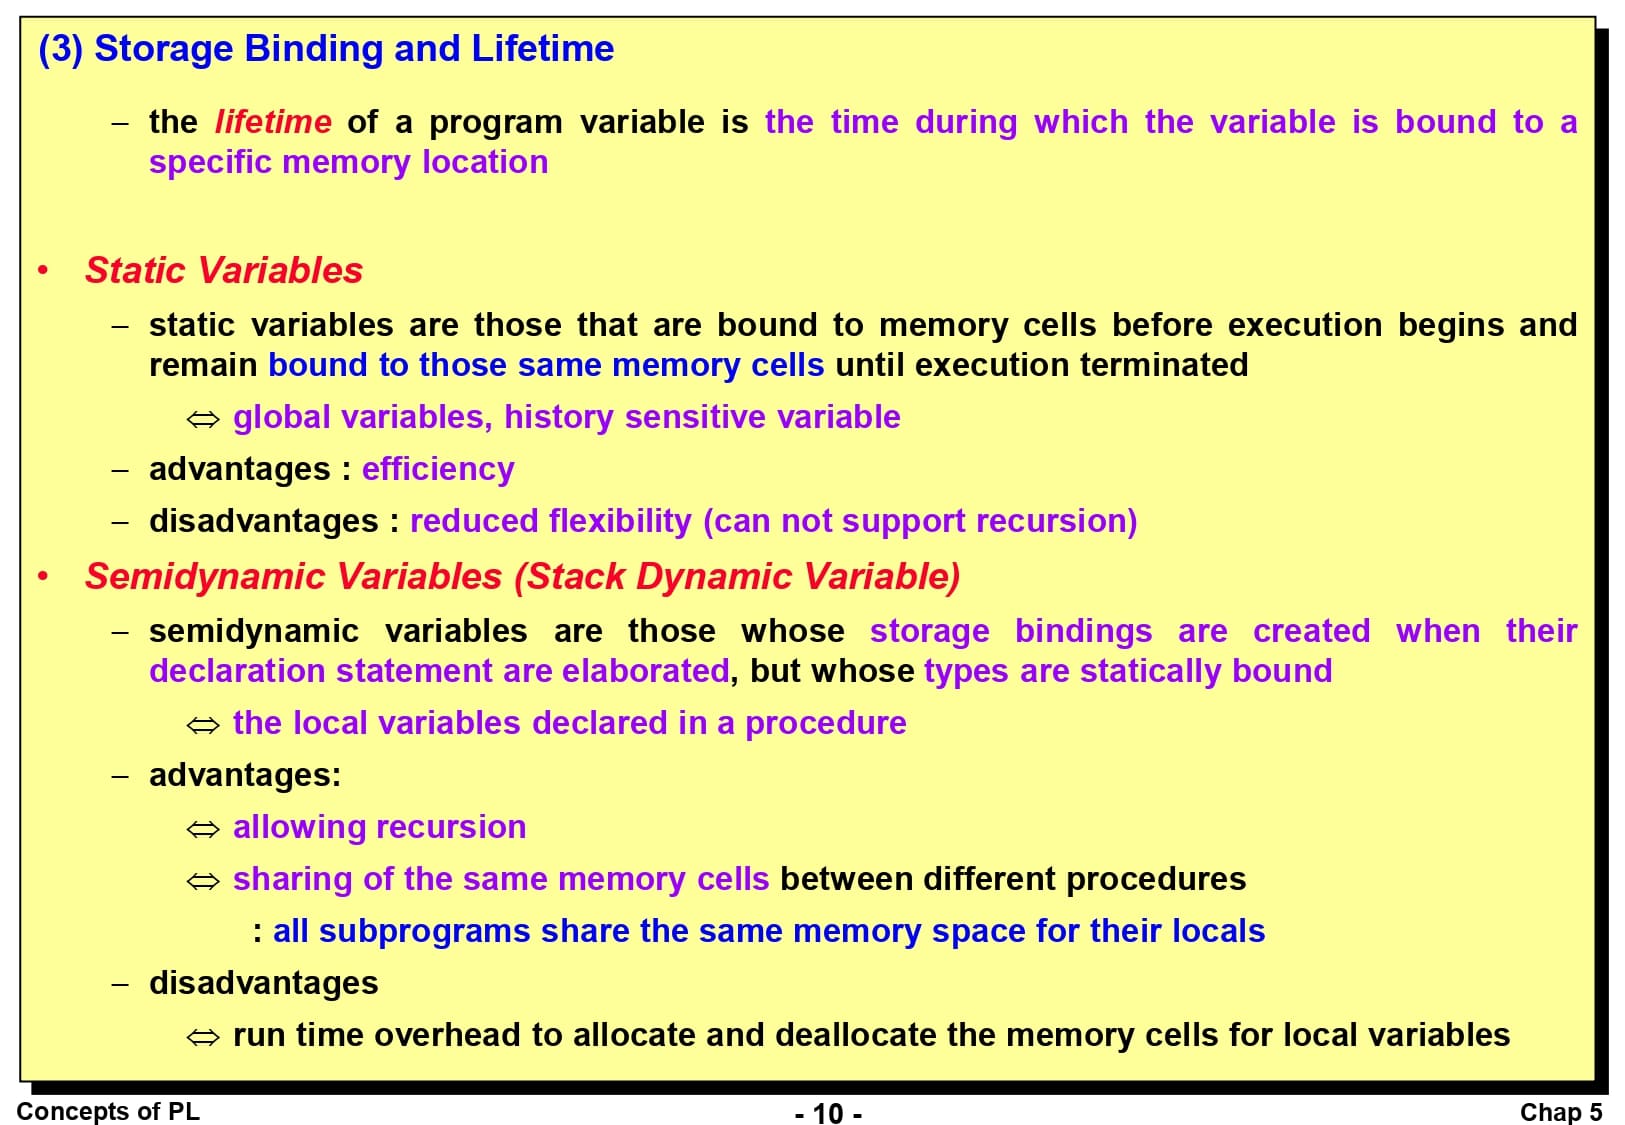 (3) Storage Binding and Lifetime
– the lifetime of a program variable is the time during which the variable is bound to a
specific memory location
• Static Variables
– static variables are those that are bound to memory cells before execution begins and
remain bound to those same memory cells until execution terminated
⇔ global variables, history sensitive variable
– advantages : efficiency
– disadvantages : reduced flexibility (can not support recursion)
• Semidynamic Variables (Stack Dynamic Variable)
– semidynamic variables are those whose storage bindings are created when their
declaration statement are elaborated, but whose types are statically bound
⇔ the local variables declared in a procedure
– advantages:
⇔ allowing recursion
⇔ sharing of the same memory cells between different procedures
: all subprograms share the same memory space for their locals
– disadvantages
⇔ run time overhead to allocate and deallocate the memory cells for local variables
Concepts of PL
- 10 -
Chap 5